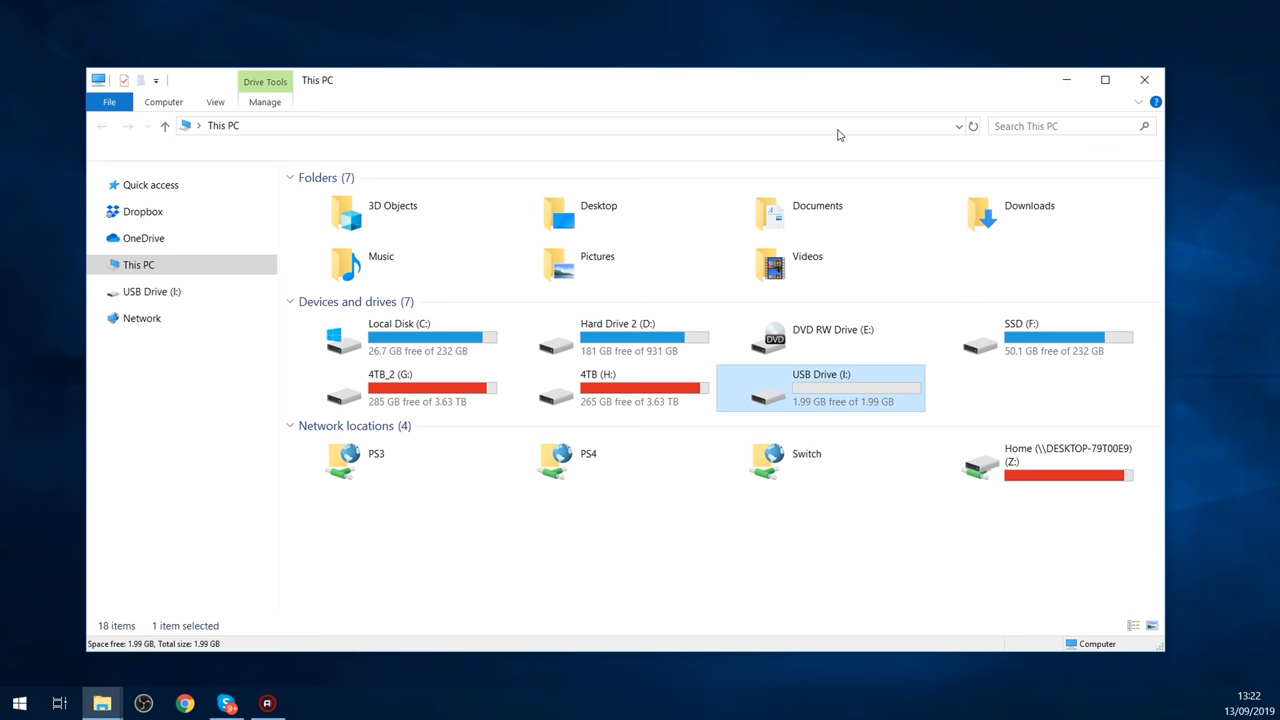 Drive Tools
This PC
File
Computer
View
Manage
This PC
Search This PC
Quick access
Dropbox
OneDrive
This PC
USB Drive (I:)
Network
Folders (7)
3D Objects
Desktop
Documents
Downloads
Music
Pictures
Videos
Devices and drives (7)
Local Disk (C:)
26.7 GB free of 232 GB
Hard Drive 2 (D:)
181 GB free of 931 GB
DVD
DVD RW Drive (E:)
SSD (F:)
50.1 GB free of 232 GB
4TB_2 (G:)
285 GB free of 3.63 TB
4TB (H:)
265 GB free of 3.63 TB
USB Drive (I:)
1.99 GB free of 1.99 GB
Network locations (4)
PS3
PS4
Switch
Home (\\DESKTOP-79T00E9)
(Z:)
18 items
1 item selected
Space free: 1.99 GB, Total size: 1.99 GB
Computer
9+
13:22
13/09/2019